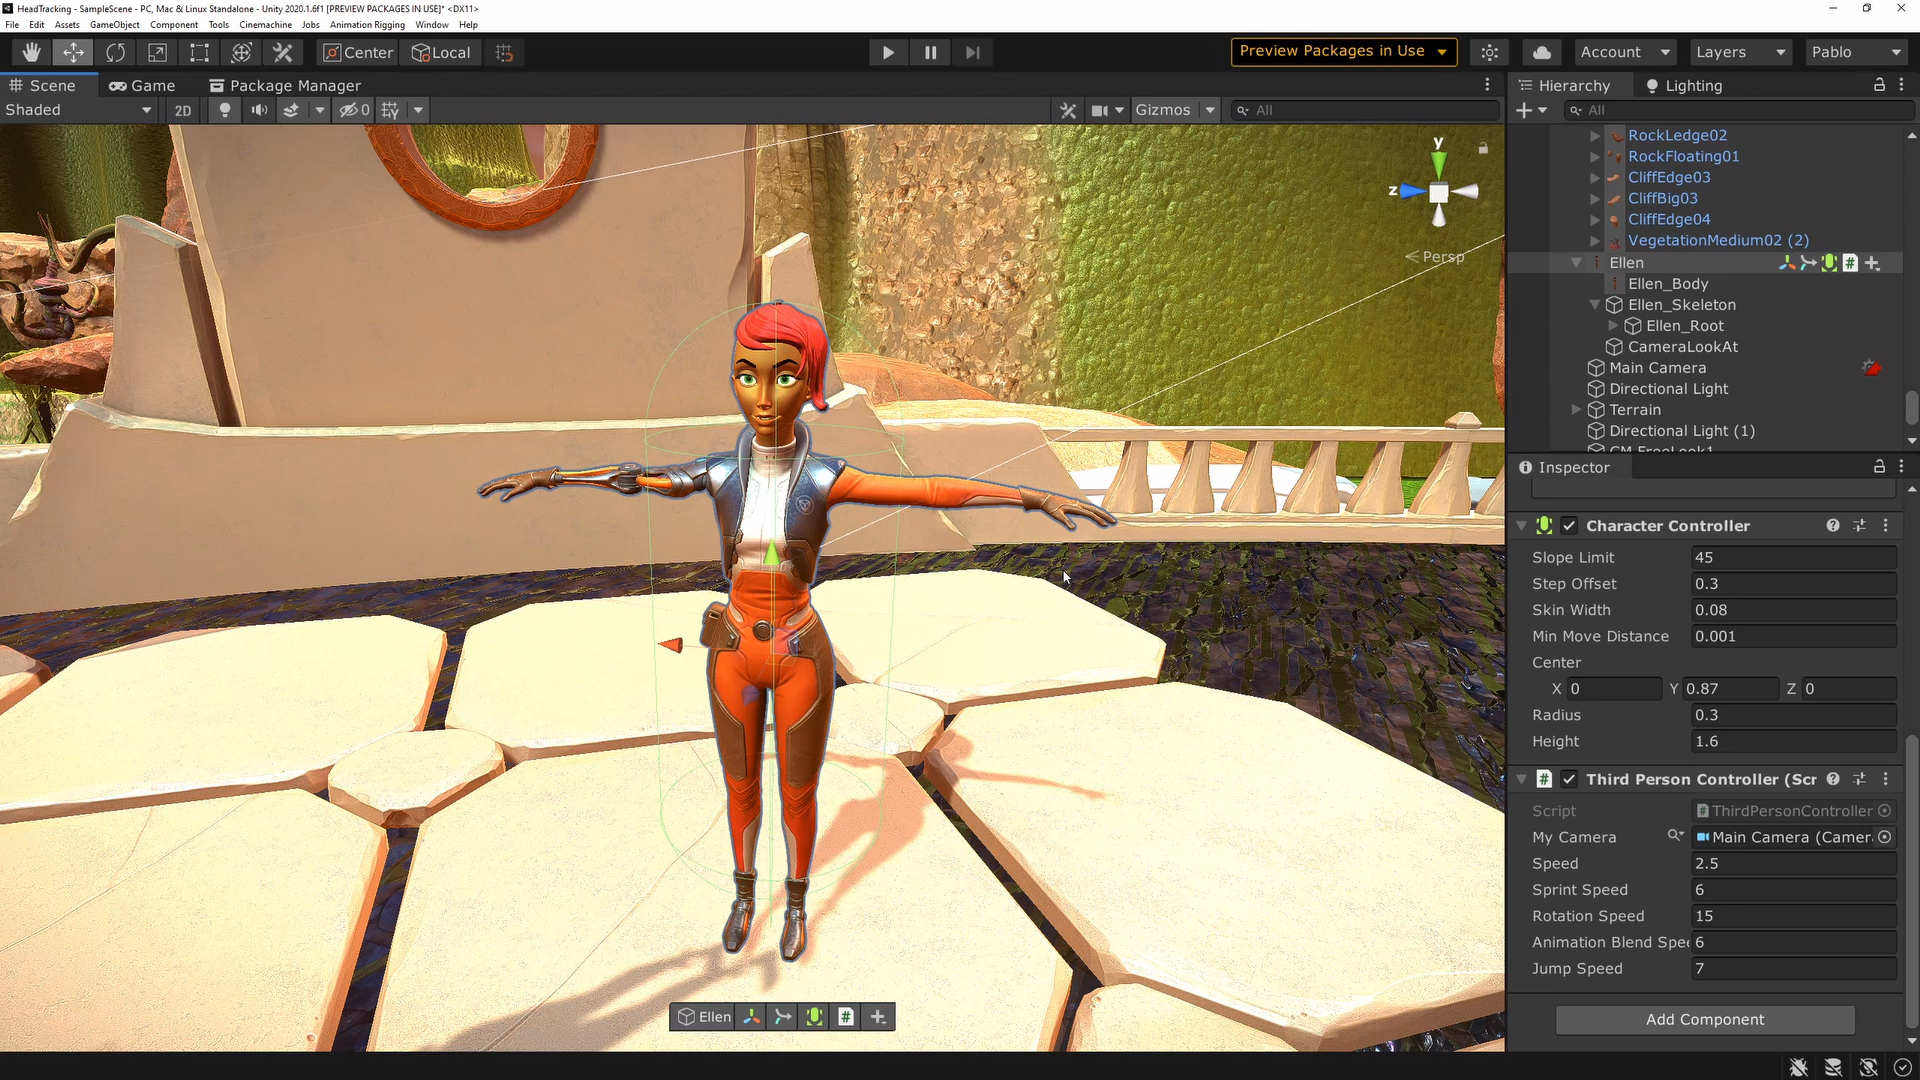 HeadTracking - SampleScene - PC, Mac & Linux Standalone - Unity 2020.1.6f1 [PREVIEW PACKAGES IN USE]* <DX11>
File Edit Assets GameObject Component Tools Cinemachine Jobs Animation Rigging Window Help
Center Local Preview Packages in Use Account Layers Pablo
Scene Game Package Manager
Shaded 2D 0 Gizmos All
y
z
Persp
Hierarchy Lighting
All
RockLedge02
RockFloating01
CliffEdge03
CliffBig03
CliffEdge04
VegetationMedium02 (2)
Ellen
Ellen_Body
Ellen_Skeleton
Ellen_Root
CameraLookAt
Main Camera
Directional Light
Terrain
Directional Light (1)
CM FreeLook1
Inspector
Character Controller
Slope Limit 45
Step Offset 0.3
Skin Width 0.08
Min Move Distance 0.001
Center
X 0 Y 0.87 Z 0
Radius 0.3
Height 1.6
# Third Person Controller (Scr
Script # ThirdPersonController
My Camera Main Camera (Camer
Speed 2.5
Sprint Speed 6
Rotation Speed 15
Animation Blend Spee 6
Jump Speed 7
Add Component
Ellen #